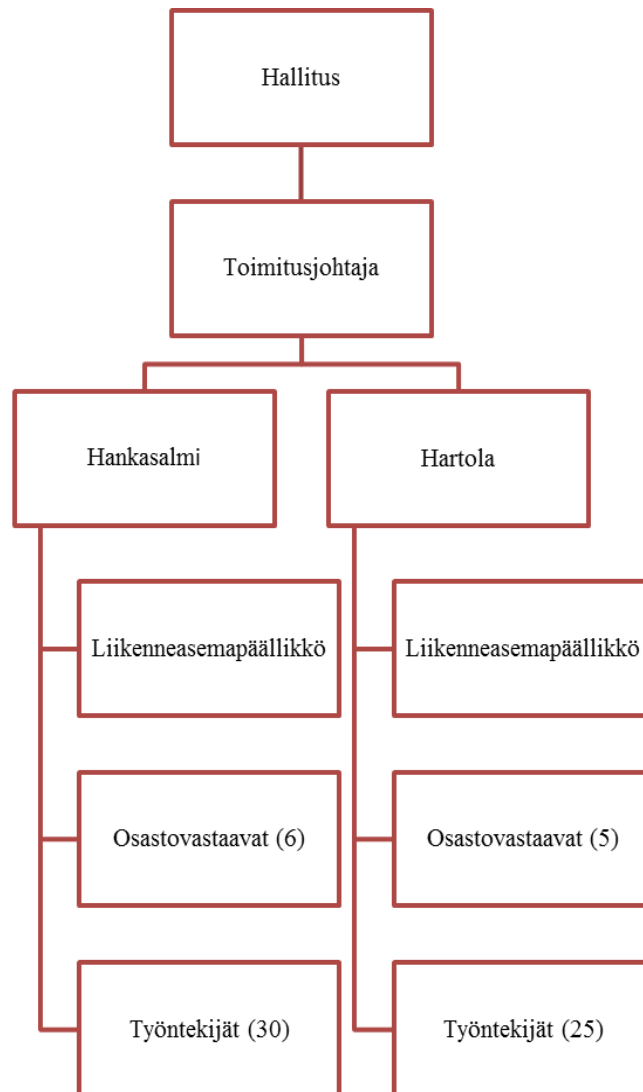 Hallitus
Toimitusjohtaja
Hankasalmi
Hartola
Liikenneasemapäällikkö
Liikenneasemapäällikkö
Osastovastaavat (6)
Osastovastaavat (5)
Työntekijät (30)
Työntekijät (25)